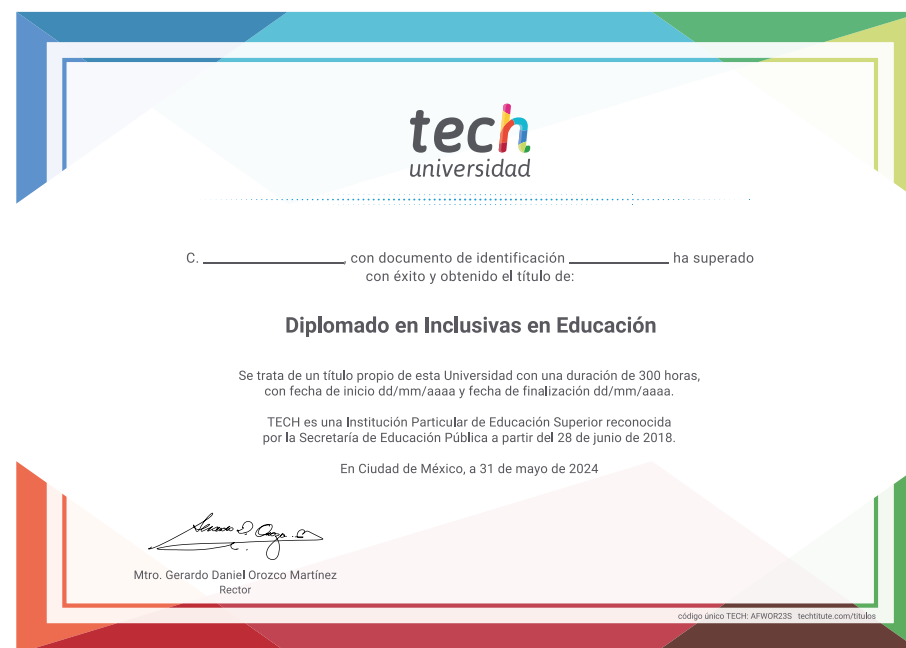 tech
universidad
C. ____________, con documento de identificación ____________ ha superado
con éxito y obtenido el título de:
Diplomado en Inclusivas en Educación
Se trata de un título propio de esta Universidad con una duración de 300 horas,
con fecha de inicio dd/mm/aaaa y fecha de finalización dd/mm/aaaa.
TECH es una Institución Particular de Educación Superior reconocida
por la Secretaría de Educación Pública a partir del 28 de junio de 2018.
En Ciudad de México, a 31 de mayo de 2024
Mtro. Gerardo Daniel Orozco Martínez
Rector
código único TECH: AFWOR23S techtitute.com/titulos